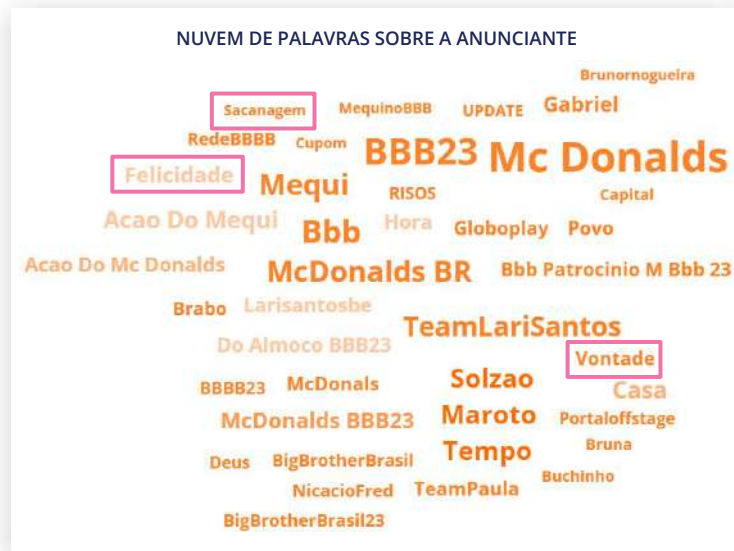 NUVEM DE PALAVRAS SOBRE A ANUNCIANTE
Brunornogueira
Sacanagem MequinoBBB UPDATE Gabriel
RedeBBBB Cupom BBB23 Mc Donalds
Felicidade Mequi RISOS Capital
Acao Do Mequi Bbb Hora Globoplay Povo
Acao Do Mc Donalds McDonalds BR Bbb Patrocinio M Bbb 23
Brabo Larisantosbe
TeamLariSantos
Do Almoco BBB23
Vontade
BBBB23 McDonals Solzao Casa
McDonalds BBB23 Maroto Portaloffstage
Deus BigBrotherBrasil Tempo Bruna
NicacioFred TeamPaula Buchinho
BigBrotherBrasil23